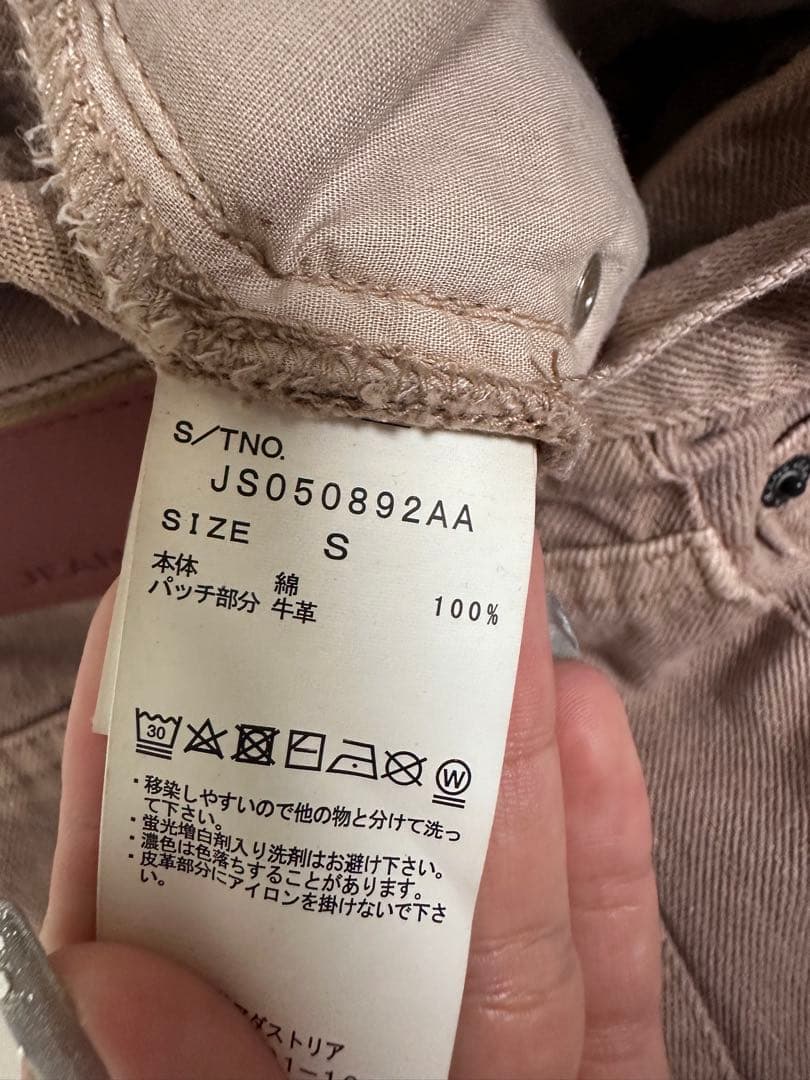 S/TNO.
JS050892AA
SIZE S
本体 綿 100%
パッチ部分 牛革
30
W
・移染しやすいので他の物と分けて洗っ
て下さい。
・蛍光増白剤入り洗剤はお避け下さい。
・濃色は色落ちすることがあります。
・皮革部分にアイロンを掛けないで下さ
い。
アダストリア
JEAN